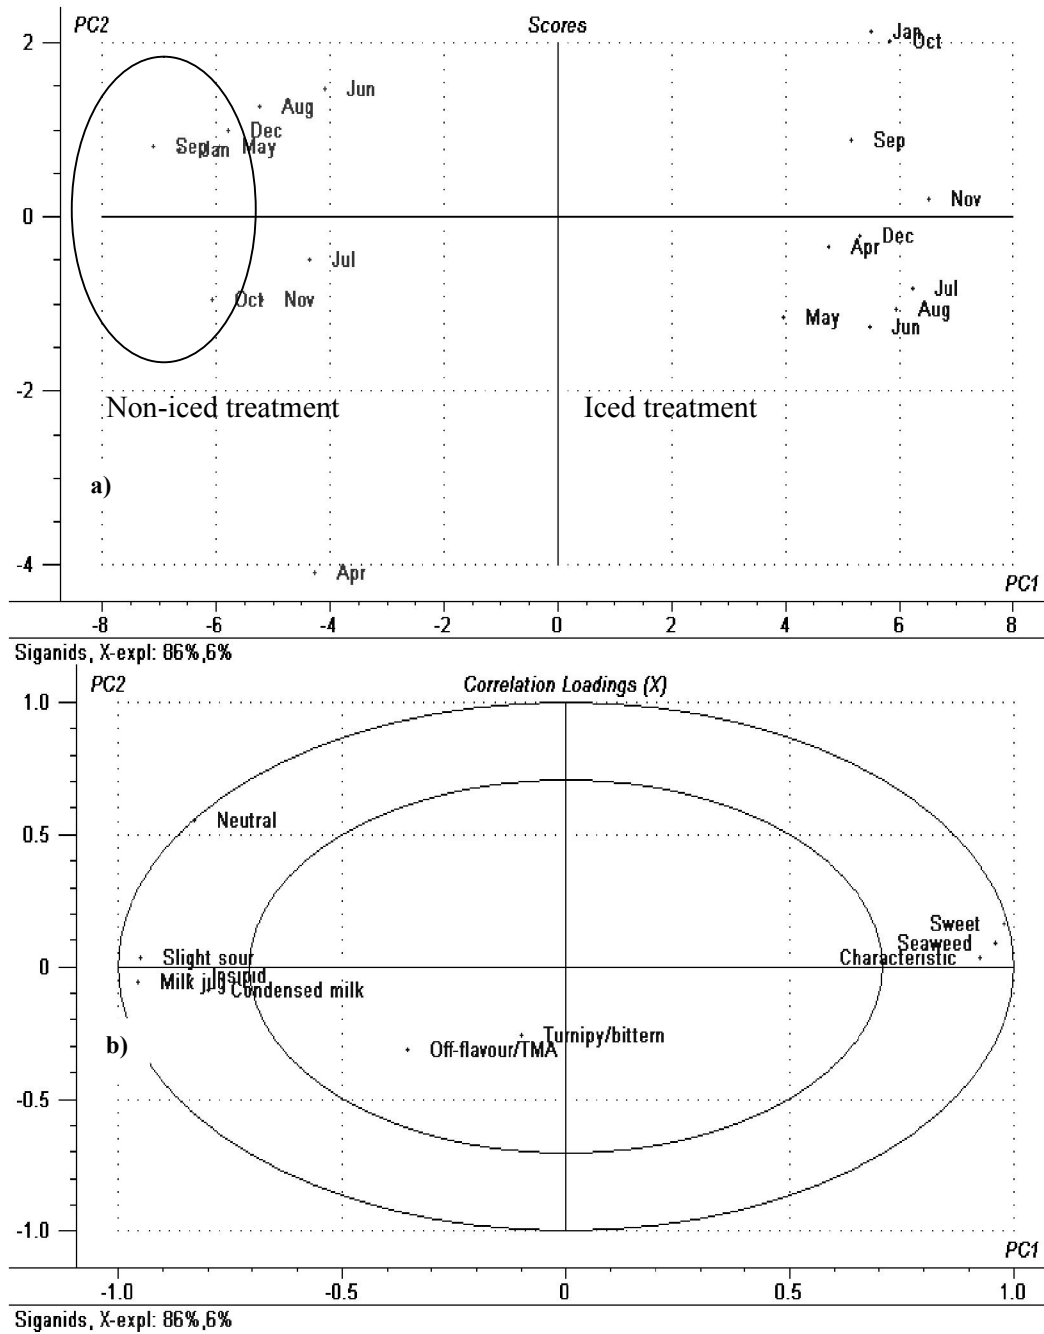 PC2
Scores
2
0
-2
-4
Jan
Oct
Jun
Aug
Dec
Sep
Jan
May
Sep
Nov
Dec
Apr
Jul
Oct
Nov
Jul
Aug
May
Jun
Non-iced treatment
Iced treatment
a)
Apr
PC1
-8 -6 -4 -2 0 2 4 6 8
Siganids, X-expl: 86%,6%
PC2
Correlation Loadings (X)
1.0
0.5
0
-0.5
-1.0
Neutral
Sweet
Seaweed
Characteristic
Slight sour
Insipid
Milk jug
Condensed milk
b)
Turnipy/bittern
Off-flavour/TMA
PC1
-1.0 -0.5 0 0.5 1.0
Siganids, X-expl: 86%,6%